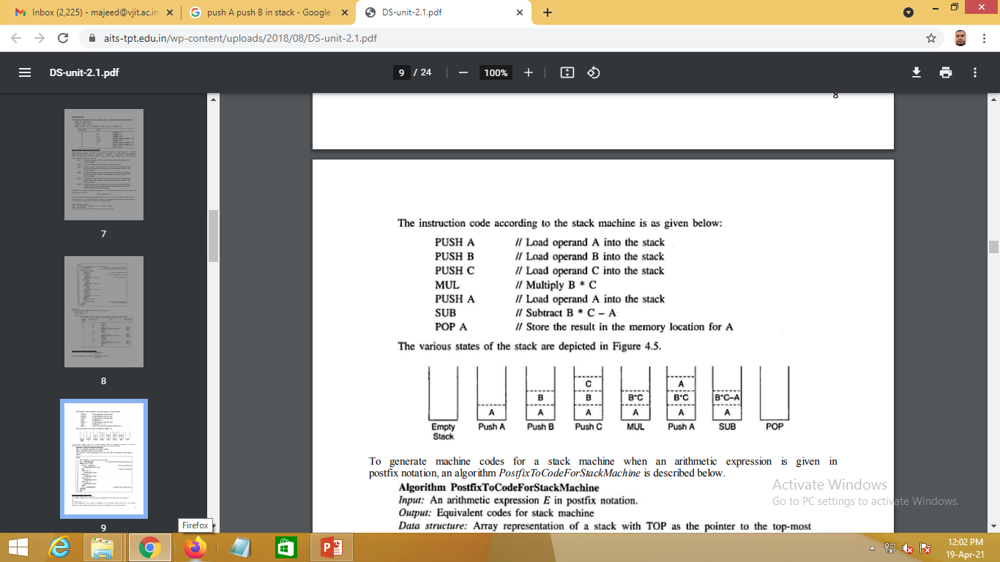 Inbox (2,225) - majeed@vjit.ac.in
push A push B in stack - Google
DS-unit-2.1.pdf
aits-tpt.edu.in/wp-content/uploads/2018/08/DS-unit-2.1.pdf
DS-unit-2.1.pdf
9 / 24
100%
7
8
9
8
The instruction code according to the stack machine is as given below:
PUSH A // Load operand A into the stack
PUSH B // Load operand B into the stack
PUSH C // Load operand C into the stack
MUL // Multiply B * C
PUSH A // Load operand A into the stack
SUB // Subtract B * C – A
POP A // Store the result in the memory location for A
The various states of the stack are depicted in Figure 4.5.
C A
B B B*C B*C B*C–A
A A A A A A
Empty Stack Push A Push B Push C MUL Push A SUB POP
To generate machine codes for a stack machine when an arithmetic expression is given in
postfix notation, an algorithm PostfixToCodeForStackMachine is described below.
Algorithm PostfixToCodeForStackMachine
Input: An arithmetic expression E in postfix notation.
Output: Equivalent codes for stack machine
Data structure: Array representation of a stack with TOP as the pointer to the top-most
Activate Windows
Go to PC settings to activate Windows.
Firefox
12:02 PM
19-Apr-21